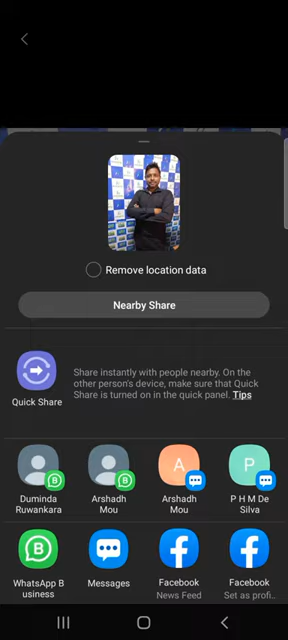 Remove location data
Nearby Share
Quick Share
Share instantly with people nearby. On the
other person's device, make sure that Quick
Share is turned on in the quick panel. Tips
Duminda
Ruwankara
Arshadh
Mou
A
Arshadh
Mou
P
P H M De
Silva
B
WhatsApp B
usiness
Messages
Facebook
News Feed
Facebook
Set as profi..